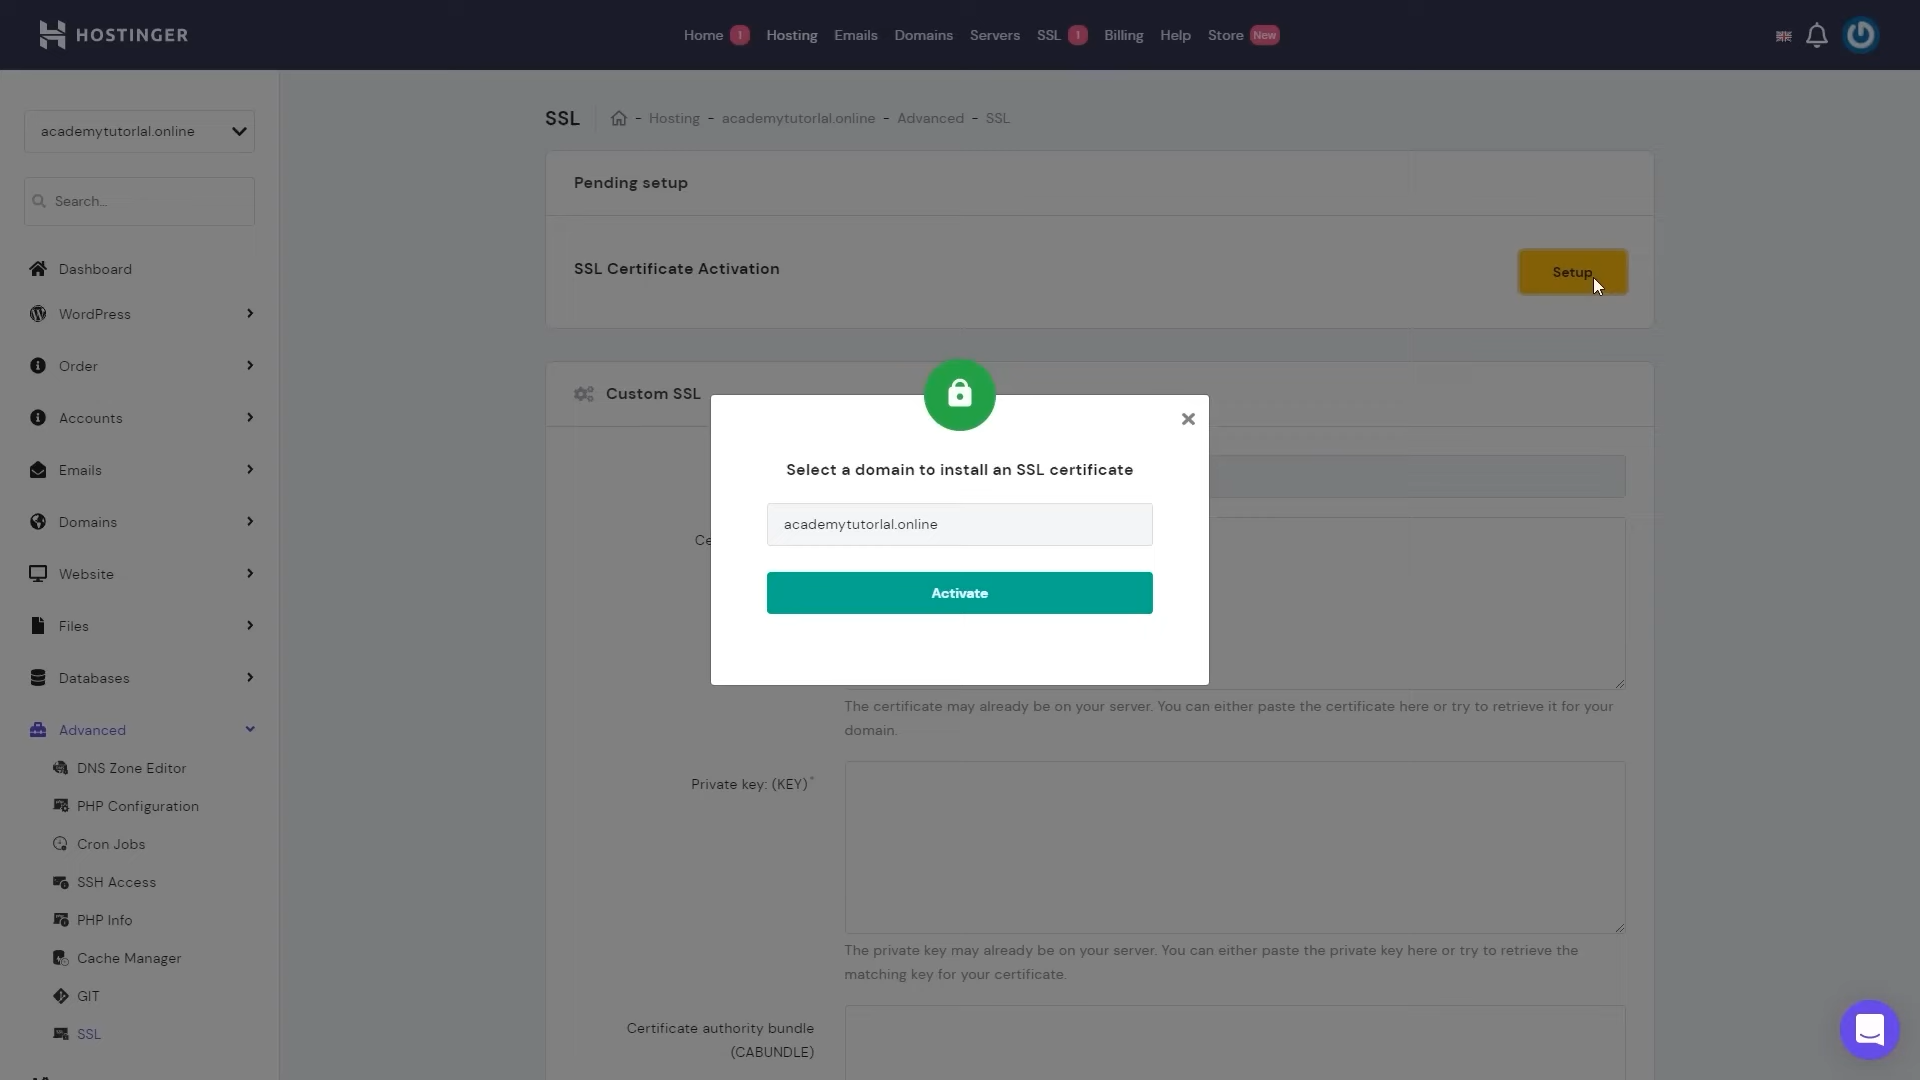 HOSTINGER
Home 1 Hosting Emails Domains Servers SSL 1 Billing Help Store New
academytutorlal.online
Search...
Dashboard
WordPress
Order
Accounts
Emails
Domains
Website
Files
Databases
Advanced
DNS Zone Editor
PHP Configuration
Cron Jobs
SSH Access
PHP Info
Cache Manager
GIT
SSL
SSL - Hosting - academytutorlal.online - Advanced - SSL
Pending setup
SSL Certificate Activation
Setup
Custom SSL
Select a domain to install an SSL certificate
academytutorlal.online
Activate
Ce
The certificate may already be on your server. You can either paste the certificate here or try to retrieve it for your
domain.
Private key: (KEY)*
The private key may already be on your server. You can either paste the private key here or try to retrieve the
matching key for your certificate.
Certificate authority bundle
(CABUNDLE)